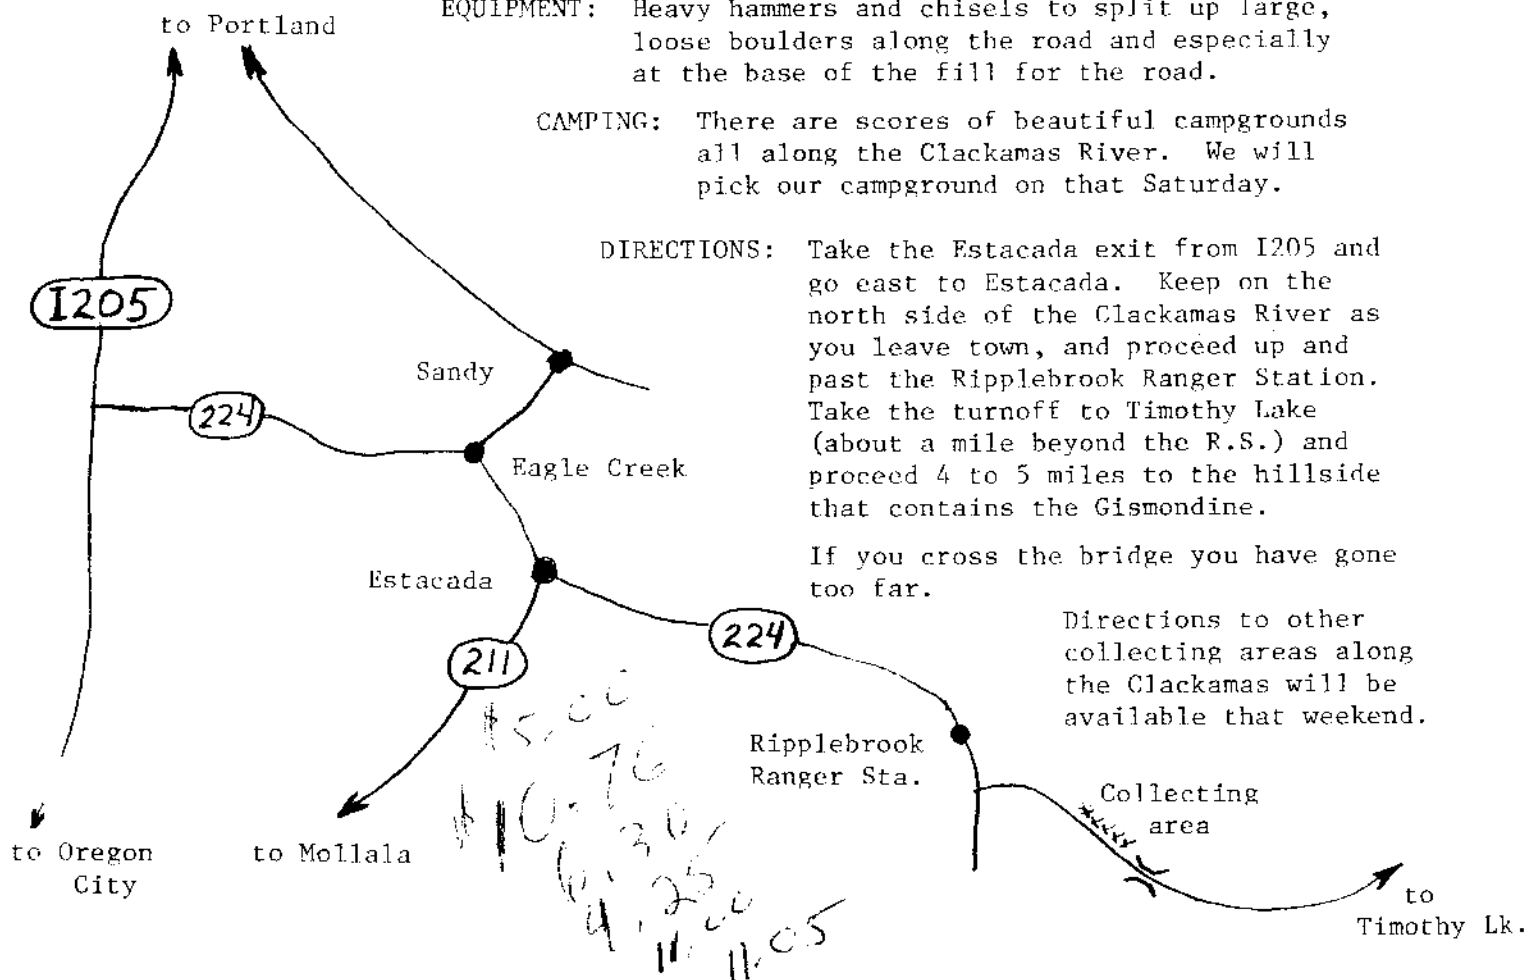 to Portland
EQUIPMENT: Heavy hammers and chisels to split up large,
loose boulders along the road and especially
at the base of the fill for the road.
CAMPING: There are scores of beautiful campgrounds
all along the Clackamas River. We will
pick our campground on that Saturday.
DIRECTIONS: Take the Estacada exit from I205 and
go east to Estacada. Keep on the
north side of the Clackamas River as
you leave town, and proceed up and
past the Ripplebrook Ranger Station.
Take the turnoff to Timothy Lake
(about a mile beyond the R.S.) and
proceed 4 to 5 miles to the hillside
that contains the Gismondine.
If you cross the bridge you have gone
too far.
Directions to other
collecting areas along
the Clackamas will be
available that weekend.
I205
Sandy
224
Eagle Creek
Estacada
224
211
Ripplebrook
Ranger Sta.
Collecting
area
to Oregon
City
to Mollala
to
Timothy Lk.
$5.00
$10.76
6.30
4.25
11.00
11.05